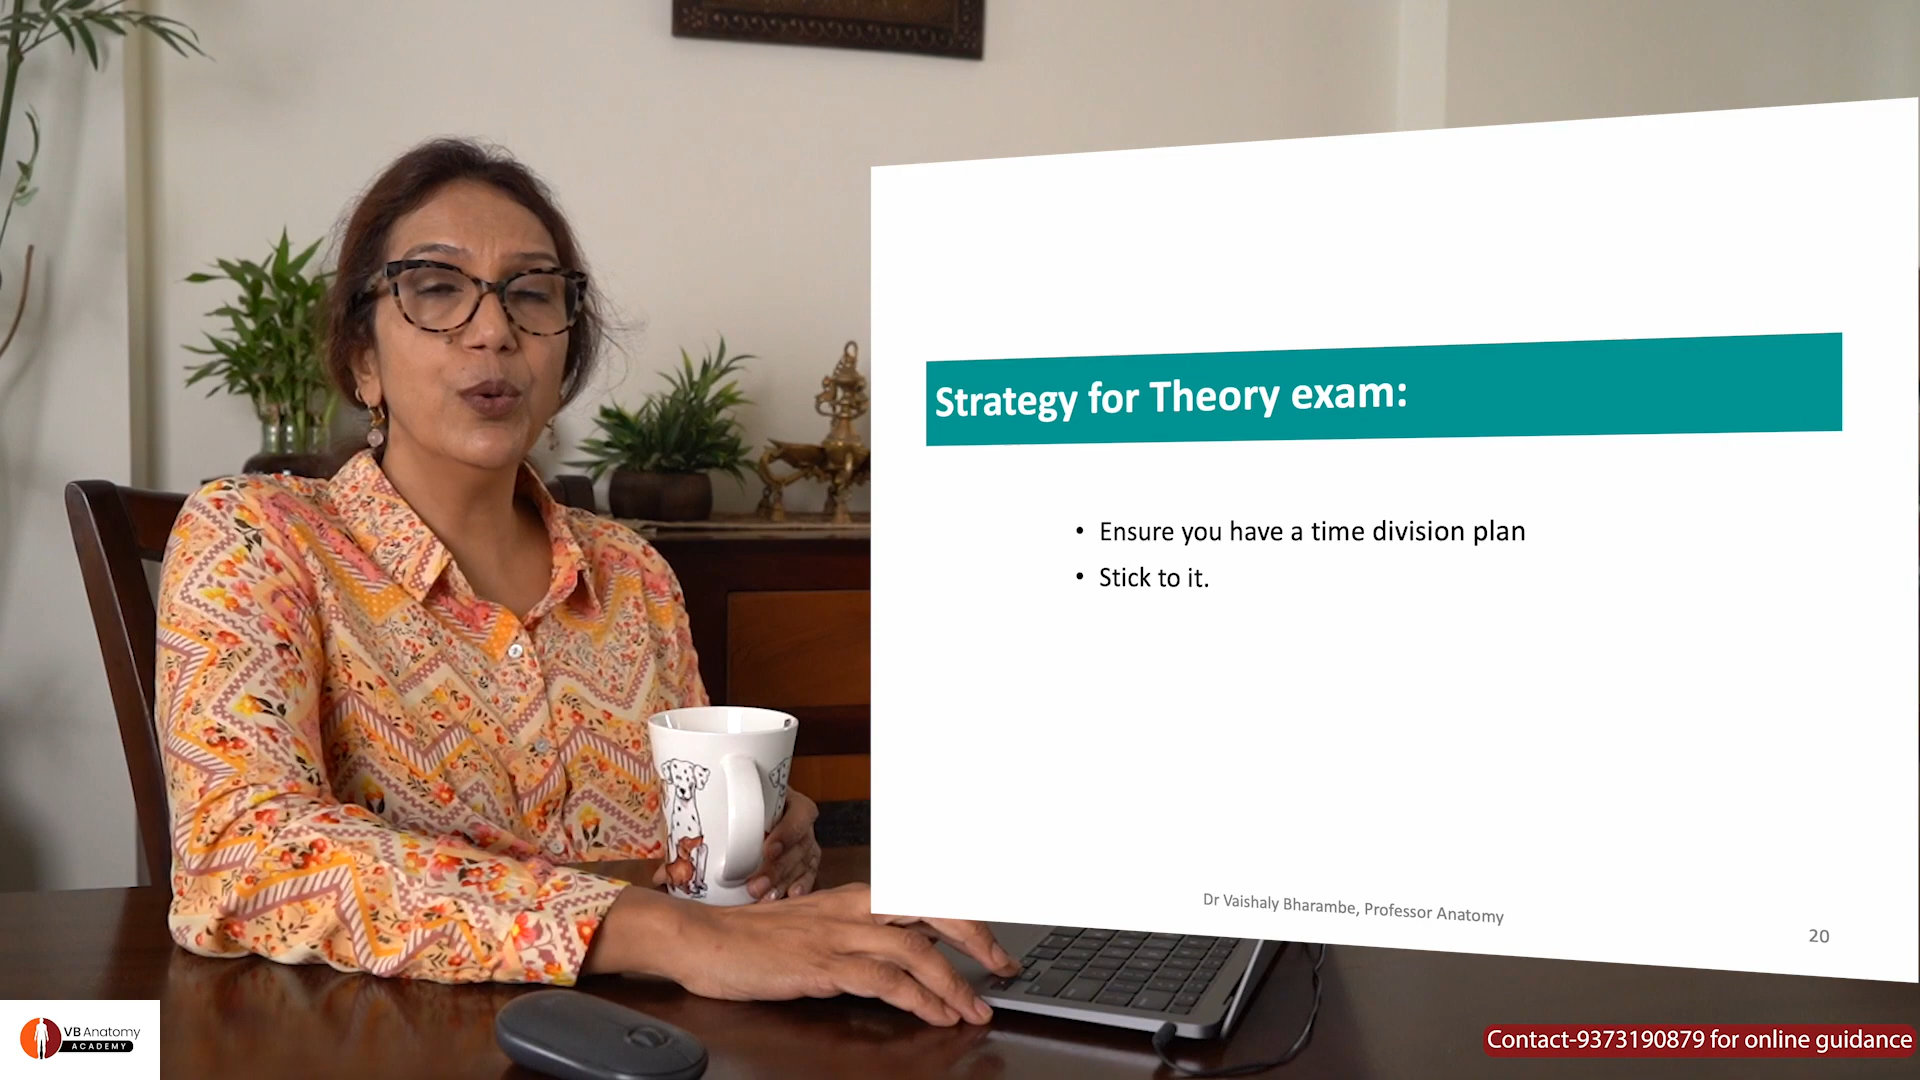 Strategy for Theory exam:
• Ensure you have a time division plan
• Stick to it.
Dr Vaishaly Bharambe, Professor Anatomy
20
VB Anatomy
ACADEMY
Contact-9373190879 for online guidance